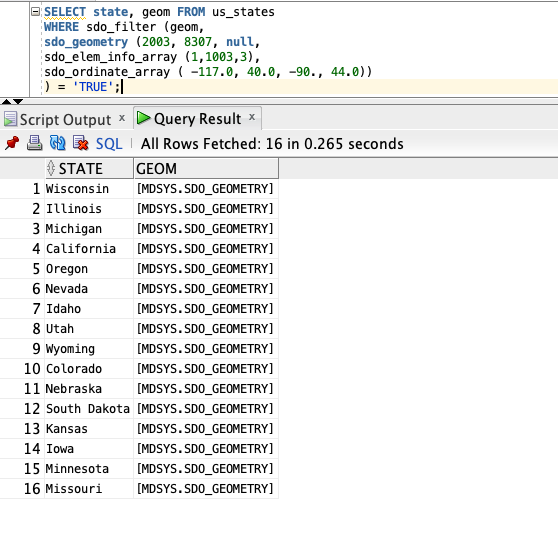 SELECT state, geom FROM us_states
WHERE sdo_filter (geom,
sdo_geometry (2003, 8307, null,
sdo_elem_info_array (1,1003,3),
sdo_ordinate_array ( -117.0, 40.0, -90., 44.0))
) = 'TRUE';
Script Output x Query Result x
SQL All Rows Fetched: 16 in 0.265 seconds
STATE GEOM
1 Wisconsin [MDSYS.SDO_GEOMETRY]
2 Illinois [MDSYS.SDO_GEOMETRY]
3 Michigan [MDSYS.SDO_GEOMETRY]
4 California [MDSYS.SDO_GEOMETRY]
5 Oregon [MDSYS.SDO_GEOMETRY]
6 Nevada [MDSYS.SDO_GEOMETRY]
7 Idaho [MDSYS.SDO_GEOMETRY]
8 Utah [MDSYS.SDO_GEOMETRY]
9 Wyoming [MDSYS.SDO_GEOMETRY]
10 Colorado [MDSYS.SDO_GEOMETRY]
11 Nebraska [MDSYS.SDO_GEOMETRY]
12 South Dakota [MDSYS.SDO_GEOMETRY]
13 Kansas [MDSYS.SDO_GEOMETRY]
14 Iowa [MDSYS.SDO_GEOMETRY]
15 Minnesota [MDSYS.SDO_GEOMETRY]
16 Missouri [MDSYS.SDO_GEOMETRY]